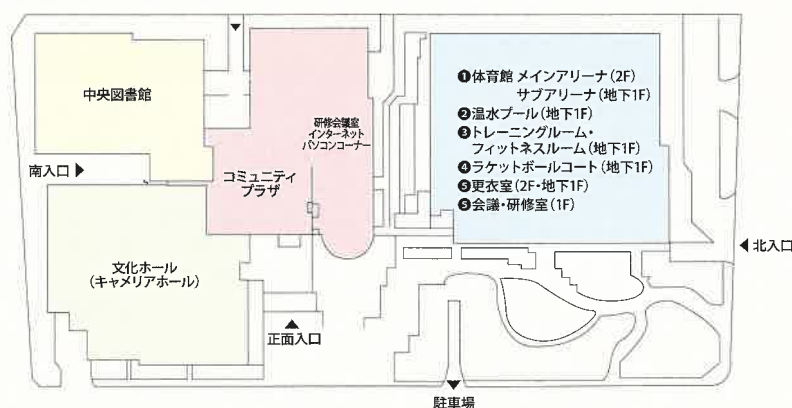 中央図書館
研修会議室
インターネット
パソコンコーナー
❶体育館 メインアリーナ(2F)
サブアリーナ(地下1F)
❷温水プール(地下1F)
❸トレーニングルーム・
フィットネスルーム(地下1F)
❹ラケットボールコート(地下1F)
❺更衣室(2F・地下1F)
❺会議・研修室(1F)
南入口
コミュニティ
プラザ
北入口
文化ホール
(キャメリアホール)
正面入口
駐車場